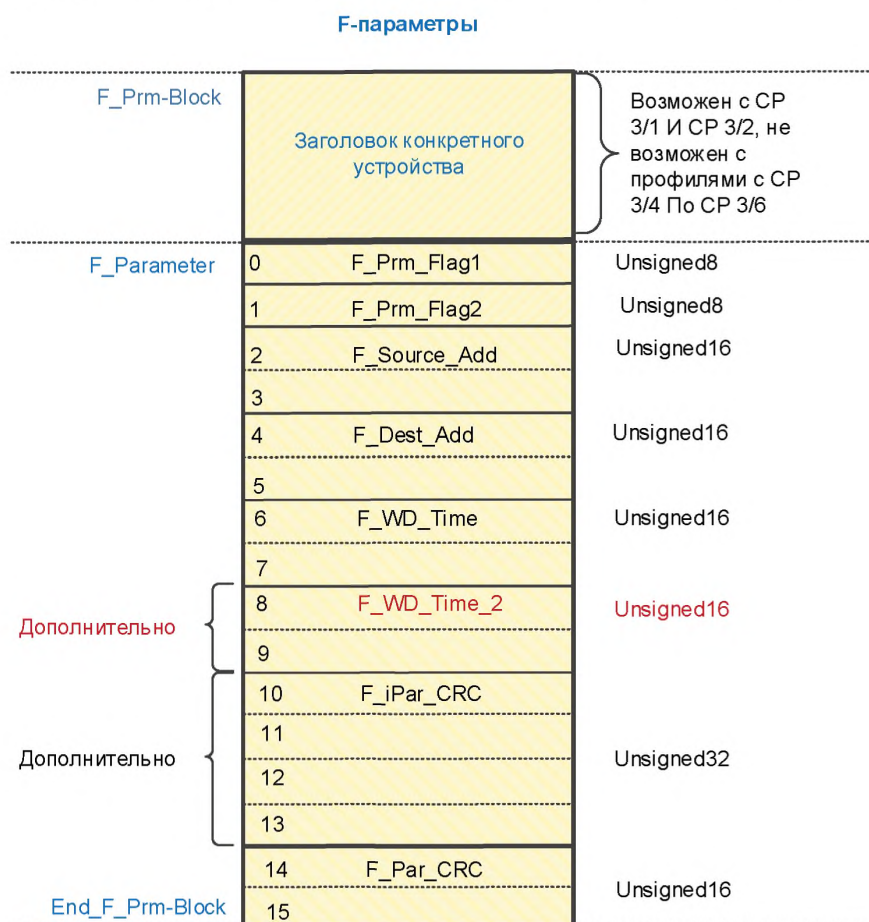 F-параметры
F_Prm-Block
Заголовок конкретного
устройства
Возможен с CP
3/1 И CP 3/2, не
возможен с
профилями с CP
3/4 По CP 3/6
F_Parameter
0 F_Prm_Flag1 Unsigned8
1 F_Prm_Flag2 Unsigned8
2 F_Source_Add Unsigned16
3
4 F_Dest_Add Unsigned16
5
6 F_WD_Time Unsigned16
7
Дополнительно
8 F_WD_Time_2 Unsigned16
9
Дополнительно
10 F_iPar_CRC
11
12
13
Unsigned32
14 F_Par_CRC
Unsigned16
End_F_Prm-Block
15